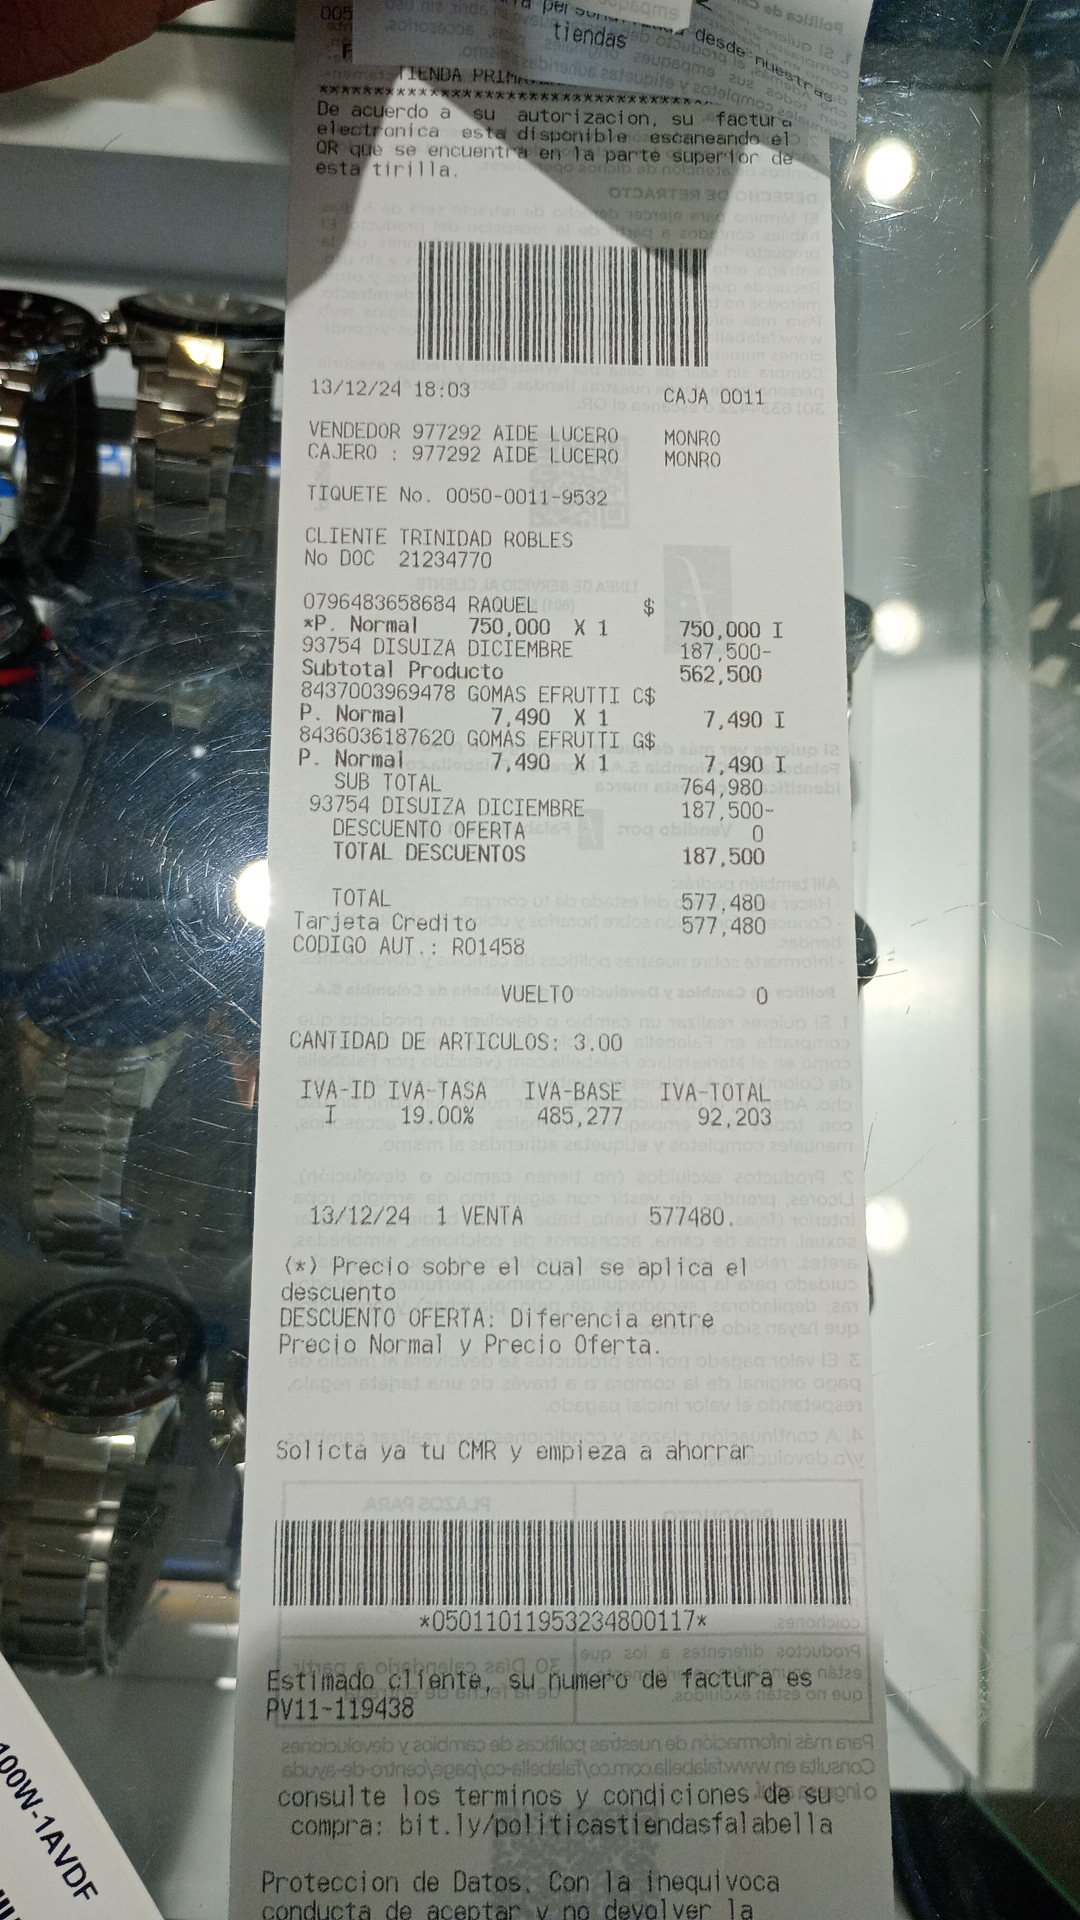 desde nuestras
tiendas
005
TIENDA PRIM
****************************************
De acuerdo a su autorizacion, su factura
electronica esta disponible escaneando el
QR que se encuentra en la parte superior de
esta tirilla.
13/12/24 18:03 CAJA 0011
VENDEDOR 977292 AIDE LUCERO MONRO
CAJERO : 977292 AIDE LUCERO MONRO
TIQUETE No. 0050-0011-9532
CLIENTE TRINIDAD ROBLES
No DOC 21234770
0796483658684 RAQUEL $
*P. Normal 750,000 X 1 750,000 I
93754 DISUIZA DICIEMBRE 187,500-
Subtotal Producto 562,500
8437003969478 GOMAS EFRUTTI C$
P. Normal 7,490 X 1 7,490 I
8436036187620 GOMAS EFRUTTI G$
P. Normal 7,490 X 1 7,490 I
SUB TOTAL 764,980
93754 DISUIZA DICIEMBRE 187,500-
DESCUENTO OFERTA 0
TOTAL DESCUENTOS 187,500
TOTAL 577,480
Tarjeta Credito 577,480
CODIGO AUT.: R01458
VUELTO 0
CANTIDAD DE ARTICULOS: 3.00
IVA-ID IVA-TASA IVA-BASE IVA-TOTAL
I 19.00% 485,277 92,203
13/12/24 1 VENTA 577480.
(*) Precio sobre el cual se aplica el
descuento
DESCUENTO OFERTA: Diferencia entre
Precio Normal y Precio Oferta.
Solicta ya tu CMR y empieza a ahorrar
*05011011953234800117*
Estimado cliente, su numero de factura es
PV11-119438
consulte los terminos y condiciones de su
compra: bit.ly/politicastiendasfalabella
Proteccion de Datos. Con la inequivoca
conducta de aceptar y no devolver la
100W-1AVDF